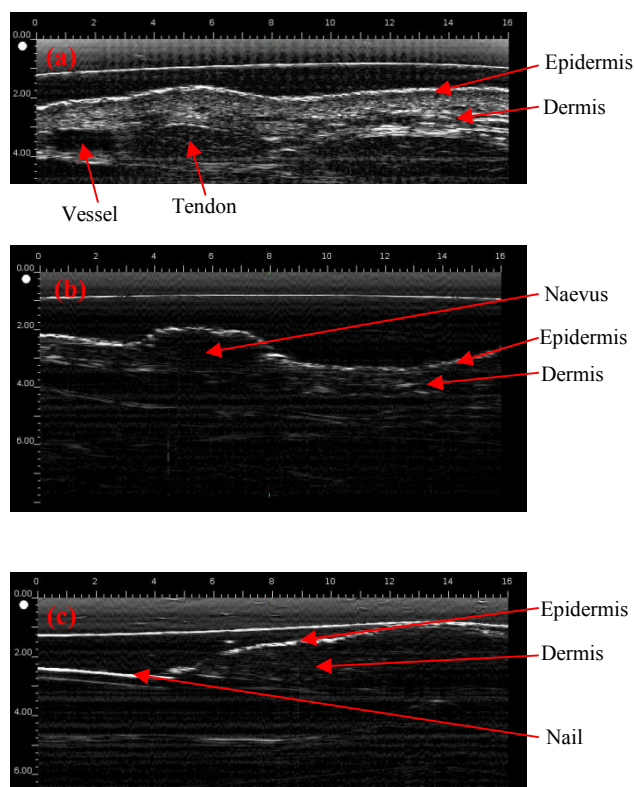 0 2 4 6 8 10 12 14 16
0.00
(a)
Epidermis
2.00
Dermis
4.00
Vessel
Tendon
0 2 4 6 8 10 12 14 16
0.00
(b)
Naevus
2.00
Epidermis
Dermis
4.00
6.00
0 2 4 6 8 10 12 14 16
0.00
(c)
Epidermis
2.00
Dermis
Nail
4.00
6.00